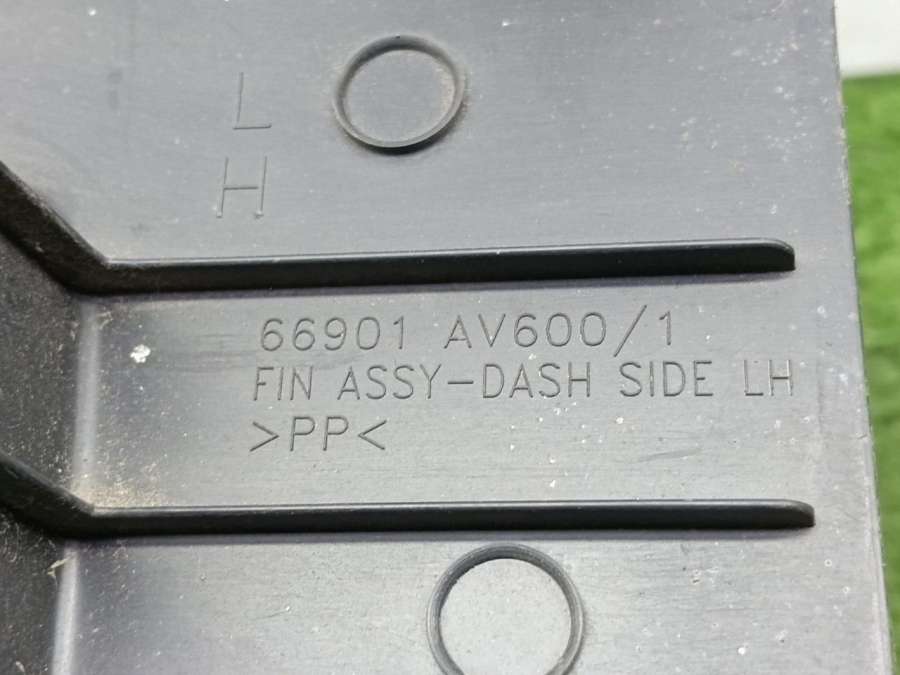 L
H
66901 AV600/1
FIN ASSY-DASH SIDE LH
>PP<